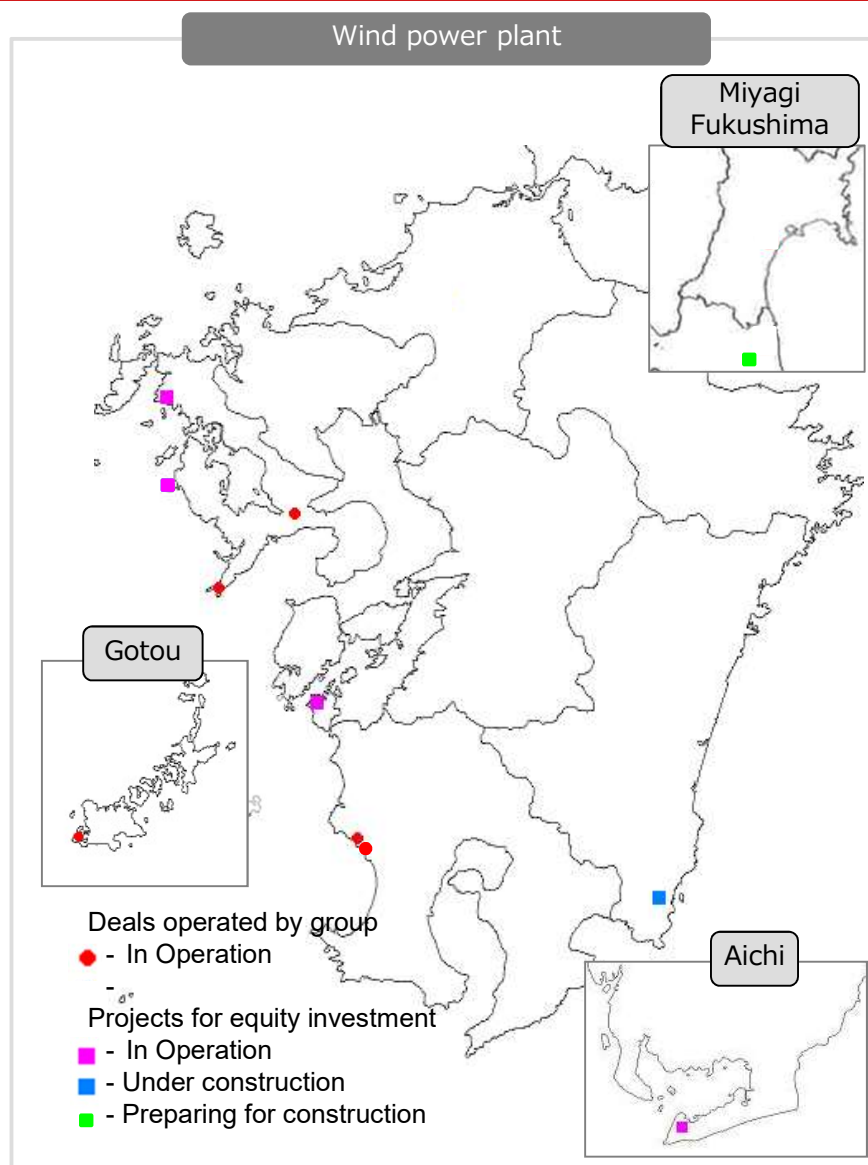 Wind power plant
Miyagi
Fukushima
Gotou
Deals operated by group
- In Operation
-
Projects for equity investment
- In Operation
- Under construction
- Preparing for construction
Aichi